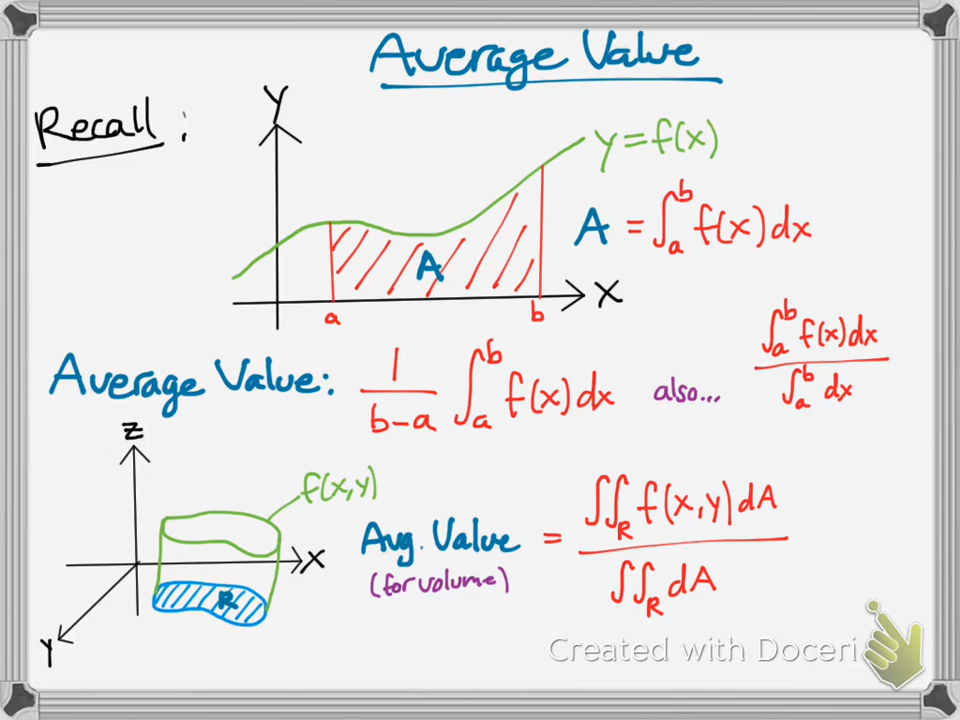 Average Value
Recall:
Y
y=f(x)
A = ∫_a^b f(x)dx
A
X
a
b
Average Value: 1/(b-a) ∫_a^b f(x)dx also... ∫_a^b f(x)dx / ∫_a^b dx
Z
f(x,y)
X
R
Y
Avg. Value = ∬_R f(x,y)dA / ∬_R dA
(for volume)
Created with Doceri